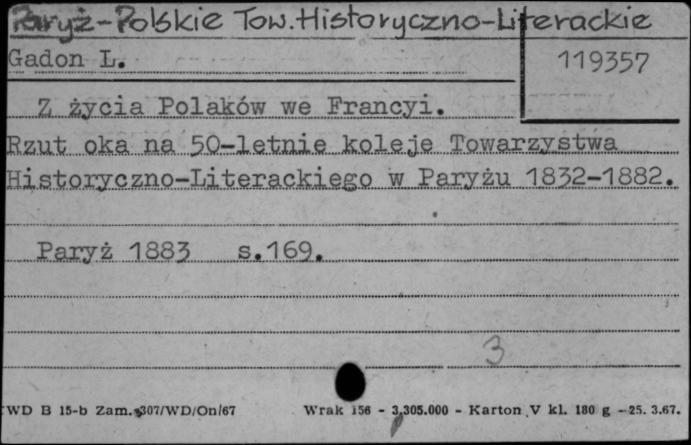 Paryż-Polskie Tow. Historyczno-Literackie
Gadon L.
119357
Z życia Polaków we Francyi.
Rzut oka na 50-letnie koleje Towarzystwa
Historyczno-Literackiego w Paryżu 1832-1882.
Paryż 1883 s.169.
3
WD B 15-b Zam. 307/WD/On/67 Wrak 156 - 3,305.000 - Karton V kl. 180 g - 25. 3.67.